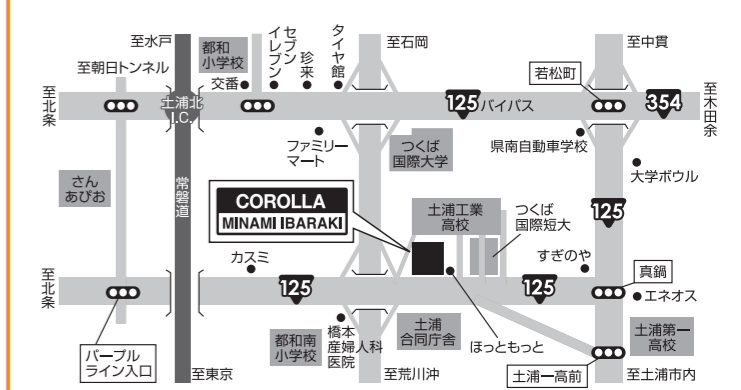 至水戸
都和
小学校
セブン
イレブン
珍来
タイヤ館
至石岡
至中貫
至朝日トンネル
交番
若松町
至北条
土浦北
I.C.
125
バイパス
354
至木田余
ファミリー
マート
つくば
国際大学
県南自動車学校
大学ボウル
さん
あぴお
常磐道
COROLLA
MINAMI IBARAKI
土浦工業
高校
つくば
国際短大
125
カスミ
すぎのや
真鍋
至北条
125
125
エネオス
パープル
ライン入口
都和南
小学校
橋本
産婦人科
医院
土浦
合同庁舎
ほっともっと
土浦第一
高校
至東京
至荒川沖
土浦一高前
至土浦市内